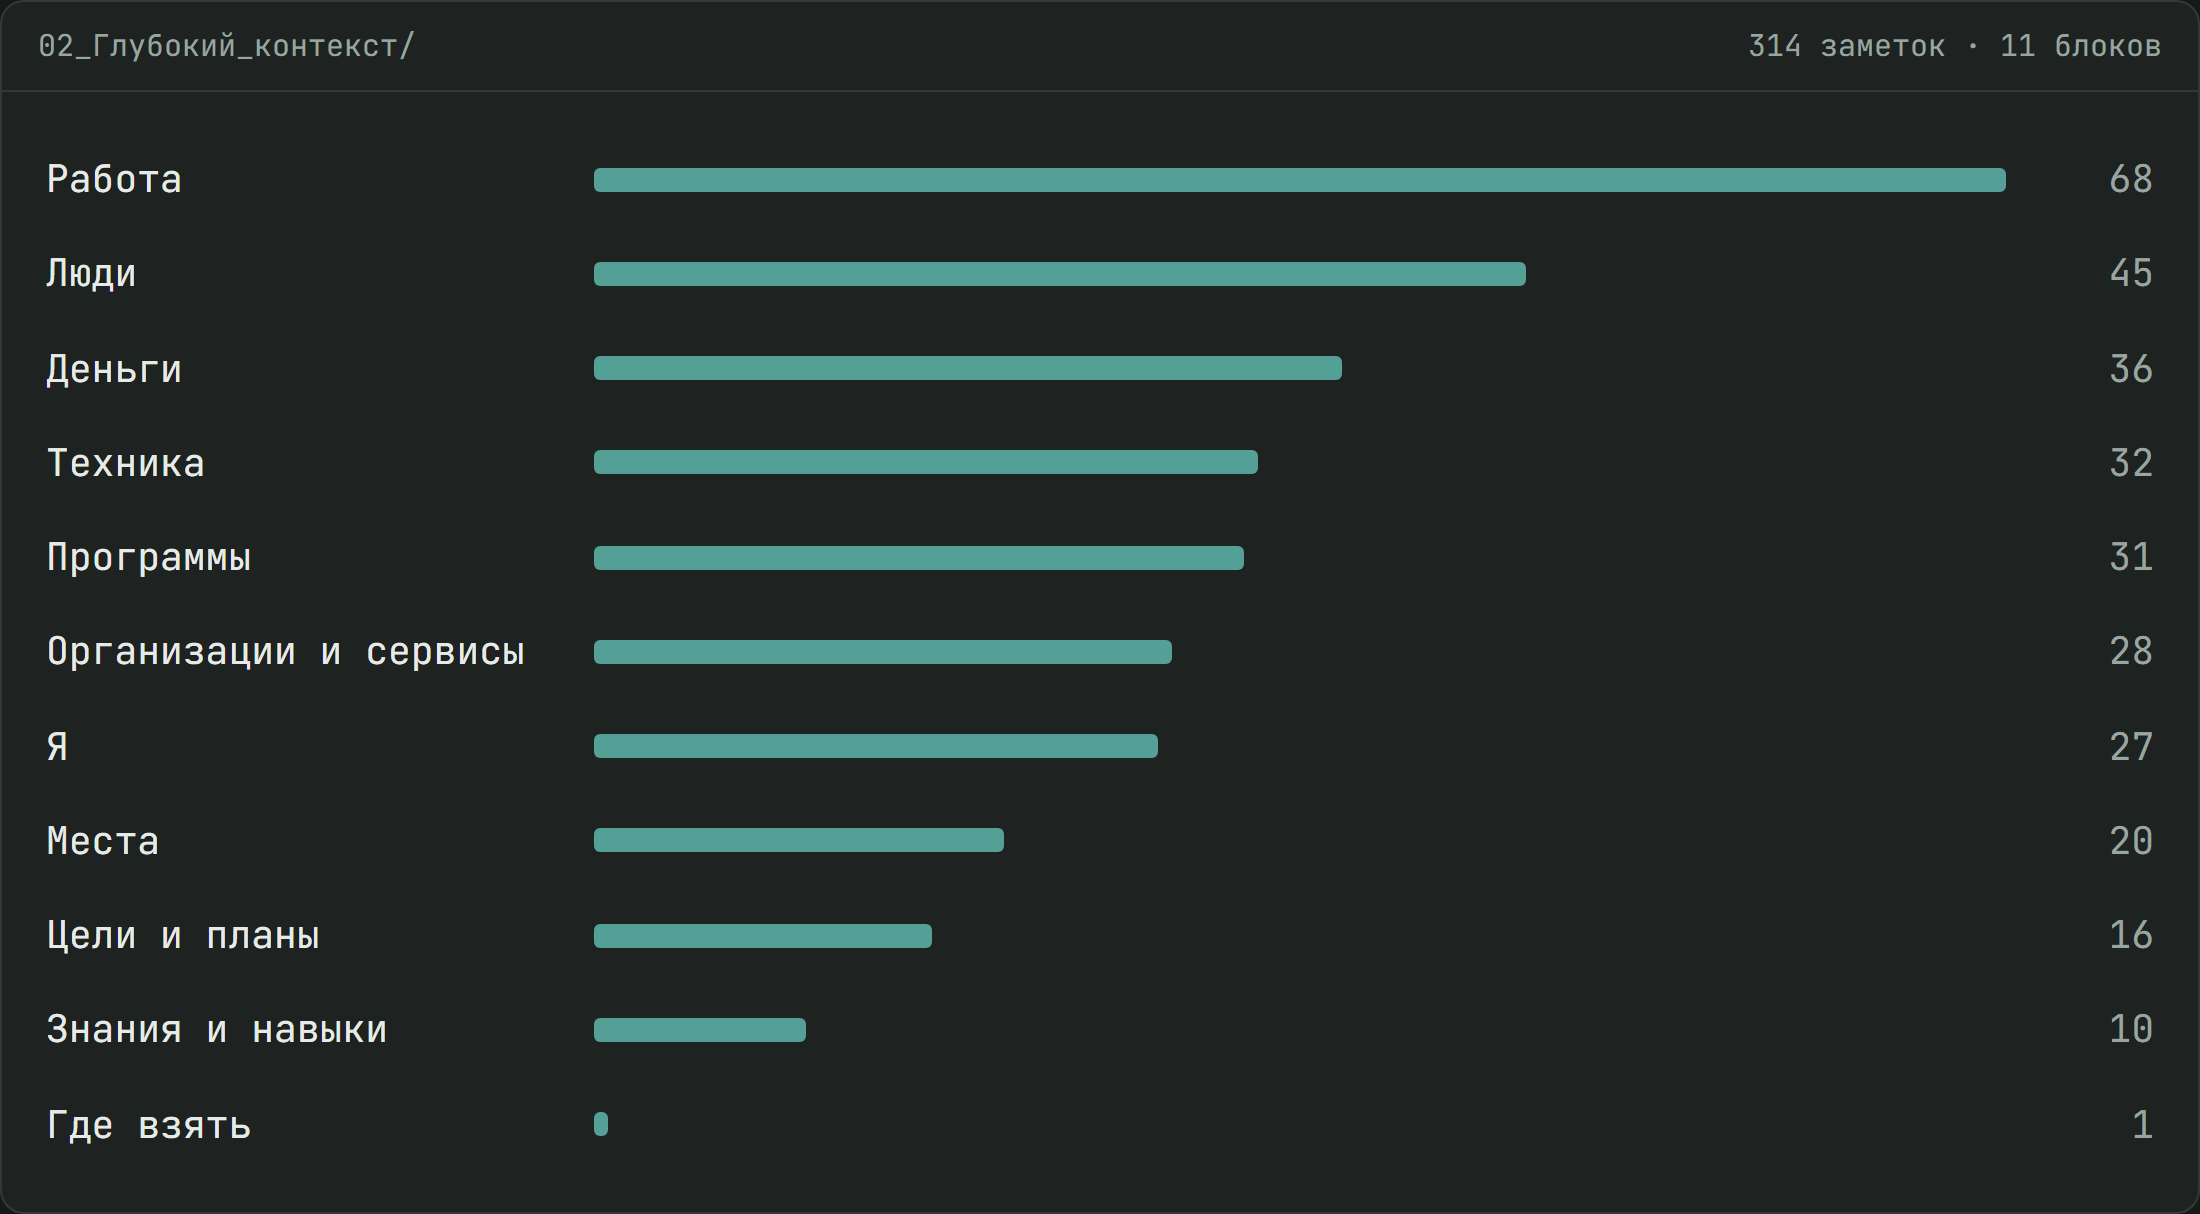 02_Глубокий_контекст/ 314 заметок · 11 блоков
Работа 68
Люди 45
Деньги 36
Техника 32
Программы 31
Организации и сервисы 28
Я 27
Места 20
Цели и планы 16
Знания и навыки 10
Где взять 1